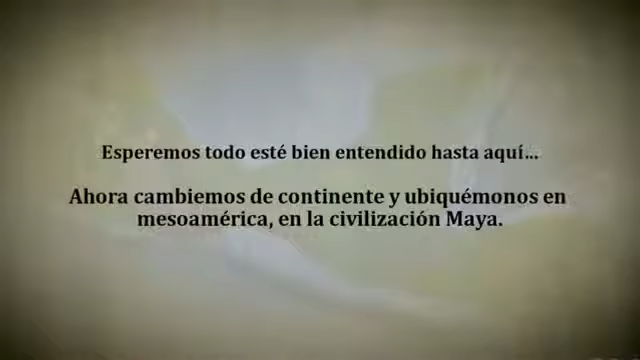 Esperemos todo esté bien entendido hasta aquí...
Ahora cambiemos de continente y ubiquémonos en
mesoamérica, en la civilización Maya.